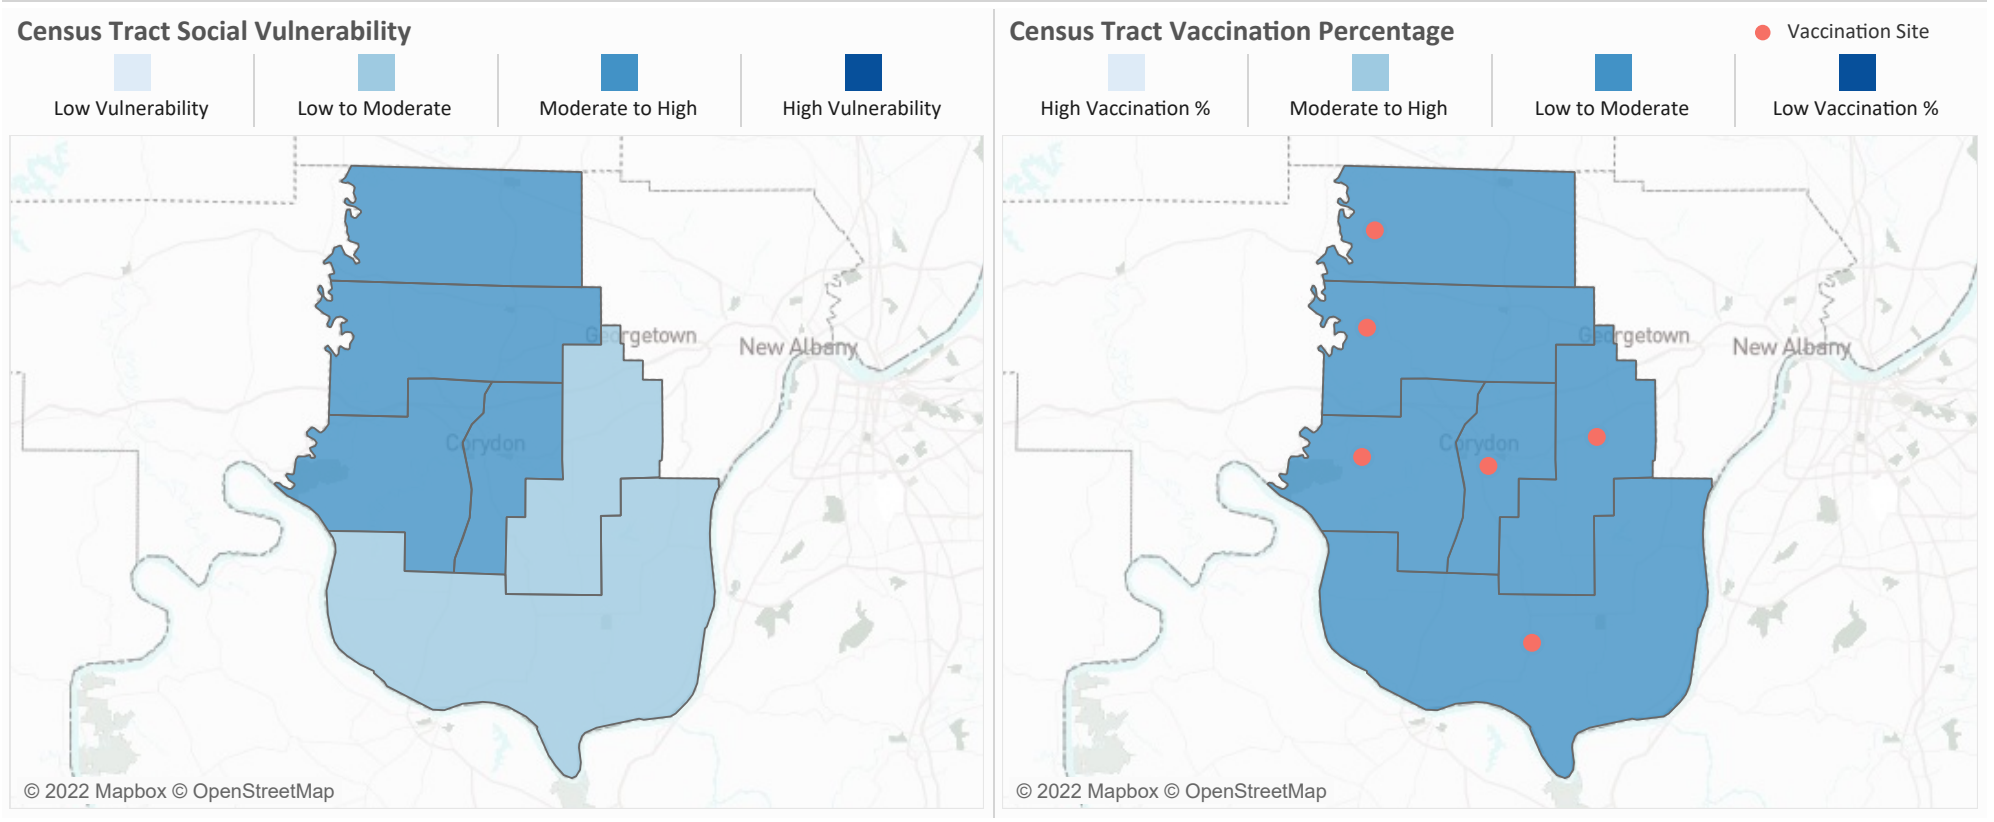 Census Tract Social Vulnerability
Low Vulnerability
Low to Moderate
Moderate to High
High Vulnerability
Georgetown
New Albany
Corydon
© 2022 Mapbox © OpenStreetMap
Census Tract Vaccination Percentage
Vaccination Site
High Vaccination %
Moderate to High
Low to Moderate
Low Vaccination %
Georgetown
New Albany
Corydon
© 2022 Mapbox © OpenStreetMap